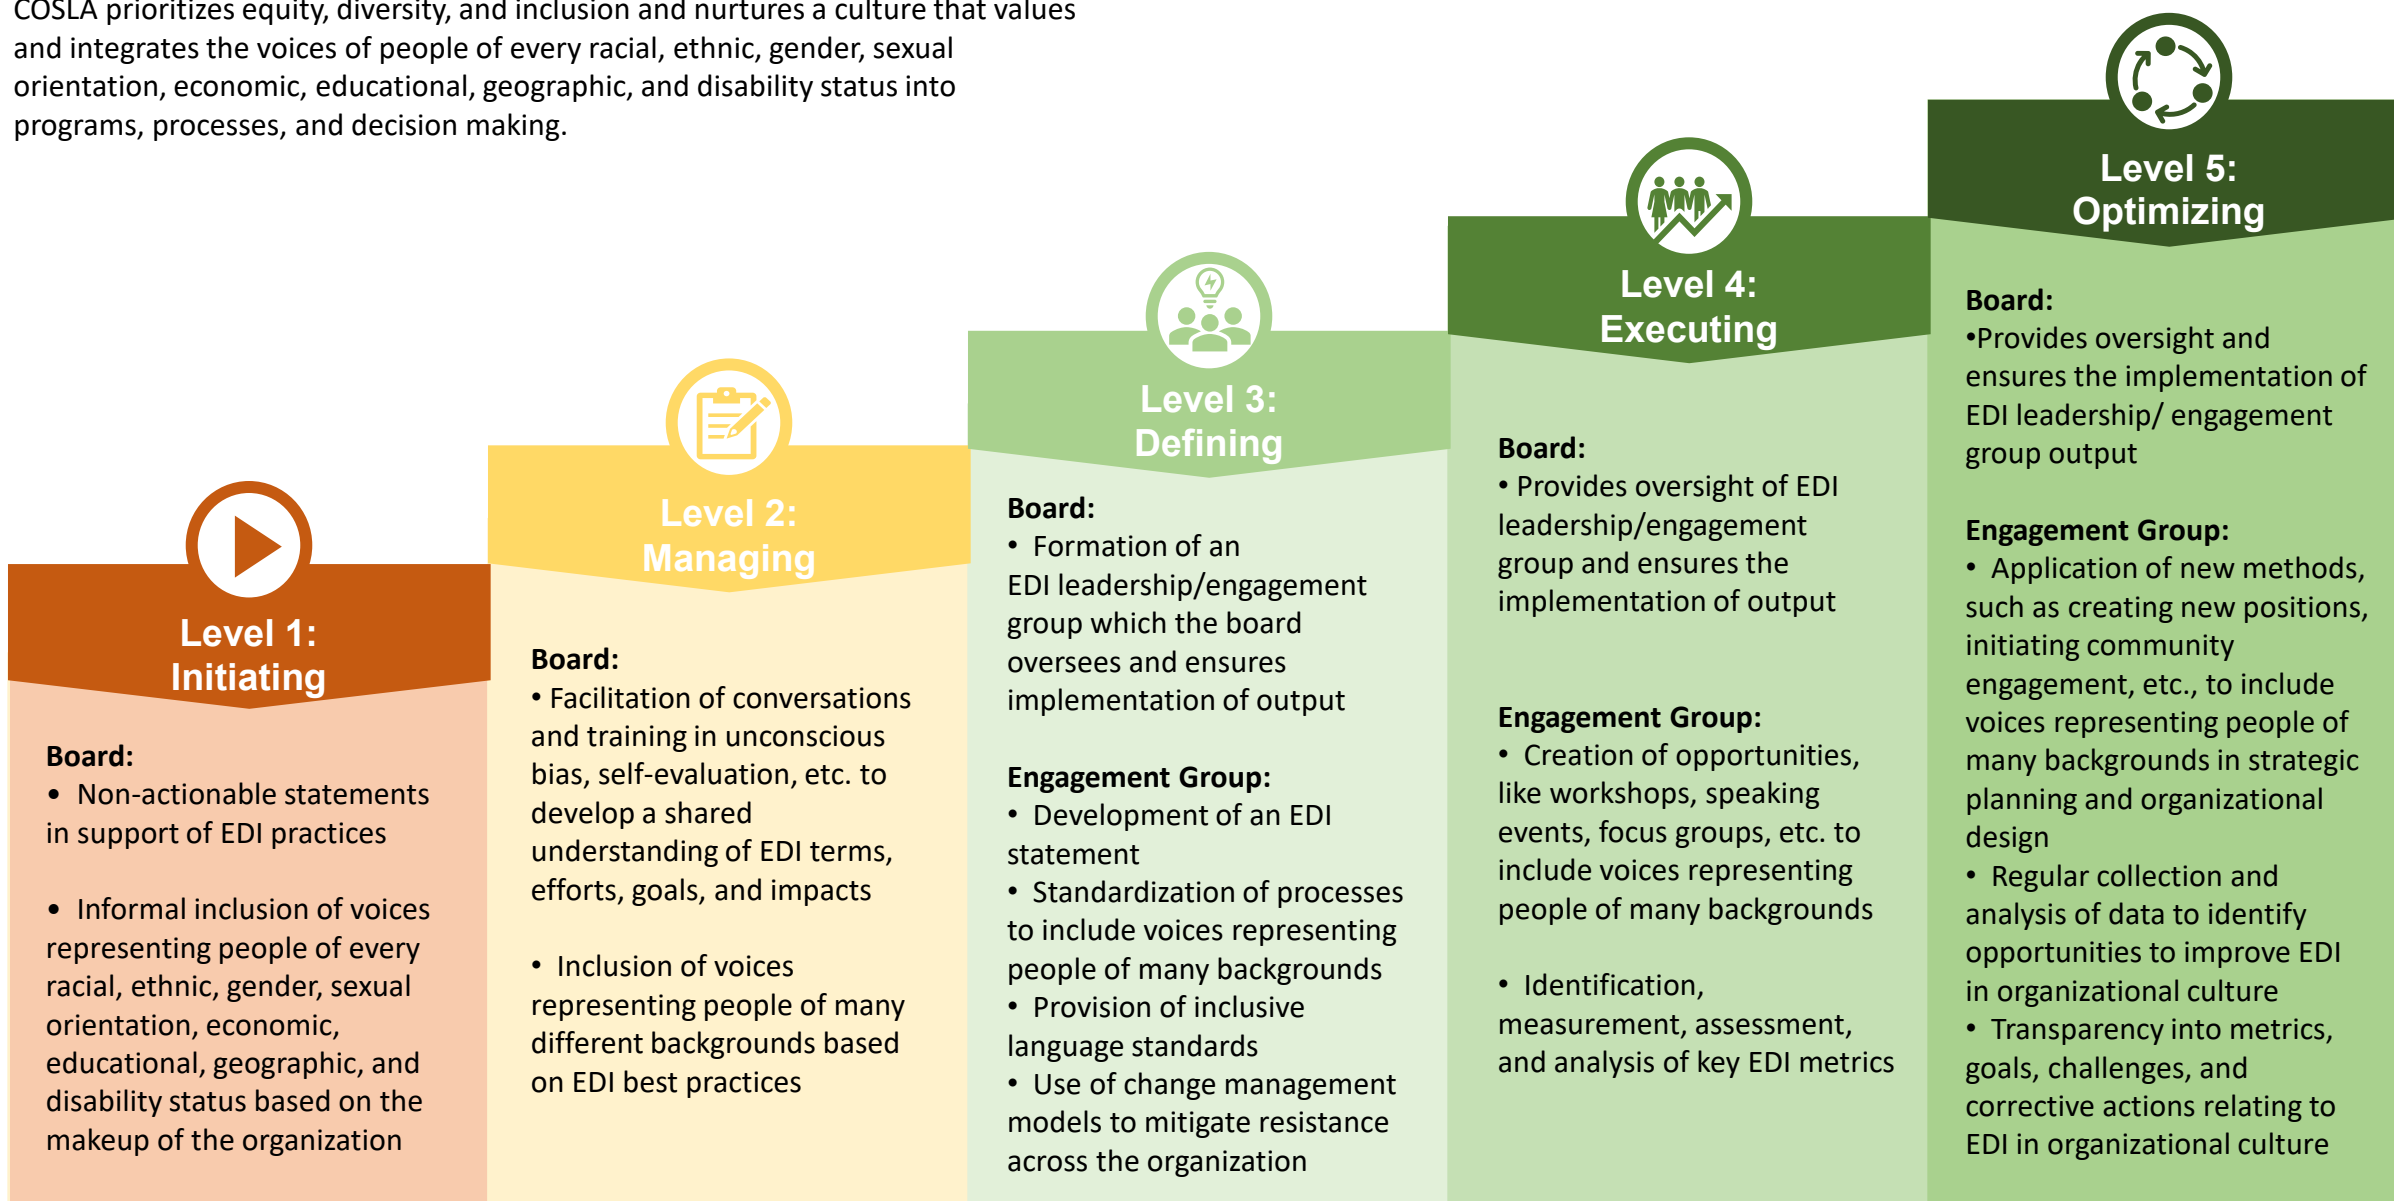 COSLA prioritizes equity, diversity, and inclusion and nurtures a culture that values
and integrates the voices of people of every racial, ethnic, gender, sexual
orientation, economic, educational, geographic, and disability status into
programs, processes, and decision making.
Level 1:
Initiating
Board:
• Non-actionable statements
in support of EDI practices
• Informal inclusion of voices
representing people of every
racial, ethnic, gender, sexual
orientation, economic,
educational, geographic, and
disability status based on the
makeup of the organization
Level 2:
Managing
Board:
• Facilitation of conversations
and training in unconscious
bias, self-evaluation, etc. to
develop a shared
understanding of EDI terms,
efforts, goals, and impacts
• Inclusion of voices
representing people of many
different backgrounds based
on EDI best practices
Level 3:
Defining
Board:
• Formation of an
EDI leadership/engagement
group which the board
oversees and ensures
implementation of output
Engagement Group:
• Development of an EDI
statement
• Standardization of processes
to include voices representing
people of many backgrounds
• Provision of inclusive
language standards
• Use of change management
models to mitigate resistance
across the organization
Level 4:
Executing
Board:
• Provides oversight of EDI
leadership/engagement
group and ensures the
implementation of output
Engagement Group:
• Creation of opportunities,
like workshops, speaking
events, focus groups, etc. to
include voices representing
people of many backgrounds
• Identification,
measurement, assessment,
and analysis of key EDI metrics
Level 5:
Optimizing
Board:
•Provides oversight and
ensures the implementation of
EDI leadership/ engagement
group output
Engagement Group:
• Application of new methods,
such as creating new positions,
initiating community
engagement, etc., to include
voices representing people of
many backgrounds in strategic
planning and organizational
design
• Regular collection and
analysis of data to identify
opportunities to improve EDI
in organizational culture
• Transparency into metrics,
goals, challenges, and
corrective actions relating to
EDI in organizational culture